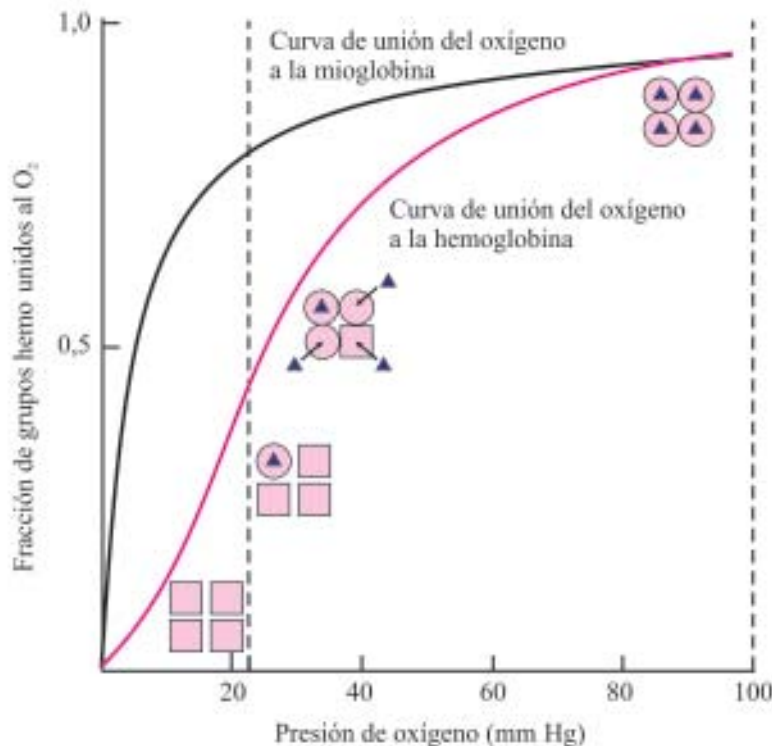 1,0
Curva de unión del oxígeno
a la mioglobina
Curva de unión del oxígeno
a la hemoglobina
0,5
Fracción de grupos hemo unidos al O₂
20
40
60
80
100
Presión de oxígeno (mm Hg)